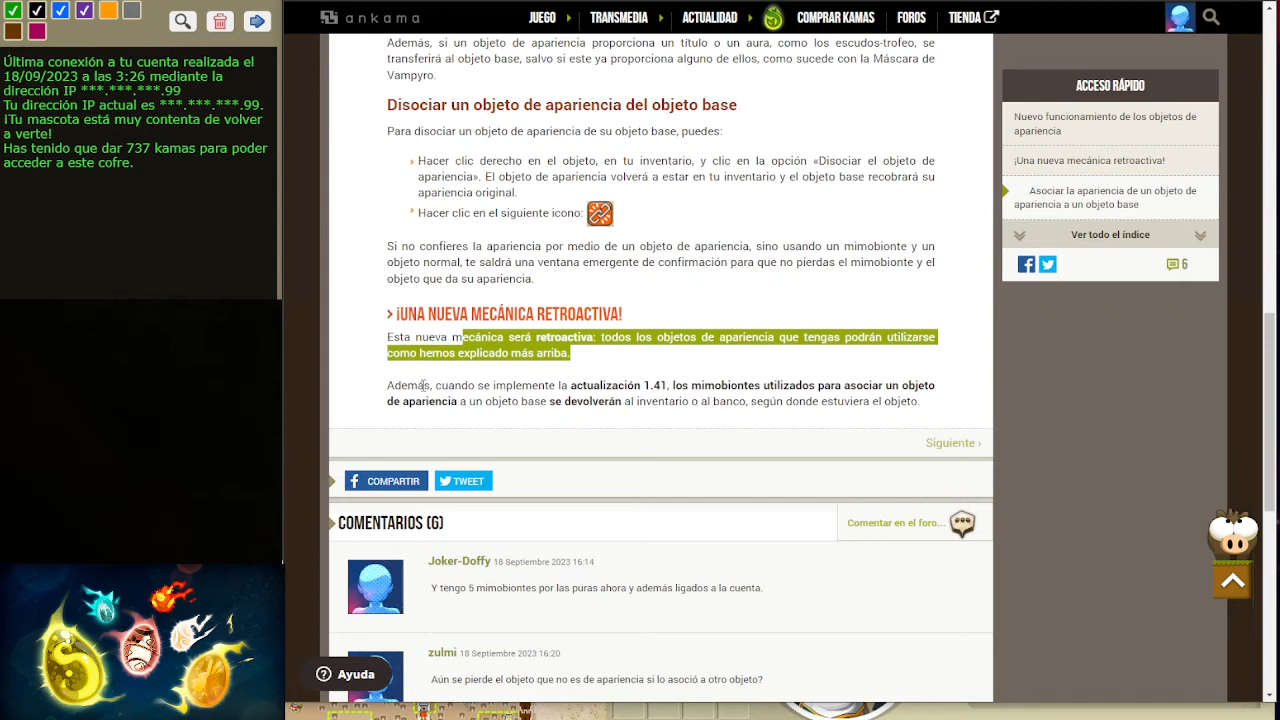 Última conexión a tu cuenta realizada el
18/09/2023 a las 3:26 mediante la
dirección IP ***.***.***.99
Tu dirección IP actual es ***.***.***.99.
¡Tu mascota está muy contenta de volver
a verte!
Has tenido que dar 737 kamas para poder
acceder a este cofre.
ankama
JUEGO
TRANSMEDIA
ACTUALIDAD
COMPRAR KAMAS
FOROS
TIENDA
Además, si un objeto de apariencia proporciona un título o un aura, como los escudos-trofeo, se
transferirá al objeto base, salvo si este ya proporciona alguno de ellos, como sucede con la Máscara de
Vampyro.
Disociar un objeto de apariencia del objeto base
Para disociar un objeto de apariencia de su objeto base, puedes:
Hacer clic derecho en el objeto, en tu inventario, y clic en la opción «Disociar el objeto de
apariencia». El objeto de apariencia volverá a estar en tu inventario y el objeto base recobrará su
apariencia original.
Hacer clic en el siguiente icono:
Si no confieres la apariencia por medio de un objeto de apariencia, sino usando un mimobionte y un
objeto normal, te saldrá una ventana emergente de confirmación para que no pierdas el mimobionte y el
objeto que da su apariencia.
> ¡UNA NUEVA MECÁNICA RETROACTIVA!
Esta nueva mecánica será retroactiva: todos los objetos de apariencia que tengas podrán utilizarse
como hemos explicado más arriba.
Además, cuando se implemente la actualización 1.41, los mimobiontes utilizados para asociar un objeto
de apariencia a un objeto base se devolverán al inventario o al banco, según donde estuviera el objeto.
Siguiente ›
COMPARTIR
TWEET
COMENTARIOS (6)
Comentar en el foro...
Joker-Doffy 18 Septiembre 2023 16:14
Y tengo 5 mimobiontes por las puras ahora y además ligados a la cuenta.
zulmi 18 Septiembre 2023 16:20
Aún se pierde el objeto que no es de apariencia si lo asoció a otro objeto?
Ayuda
ACCESO RÁPIDO
Nuevo funcionamiento de los objetos de
apariencia
¡Una nueva mecánica retroactiva!
Asociar la apariencia de un objeto de
apariencia a un objeto base
Ver todo el índice
6